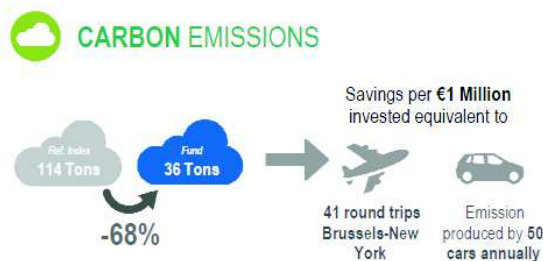 CARBON EMISSIONS
Savings per €1 Million
invested equivalent to
Ref. Index
114 Tons
Fund
36 Tons
-68%
41 round trips
Brussels-New
York
Emission
produced by 50
cars annually